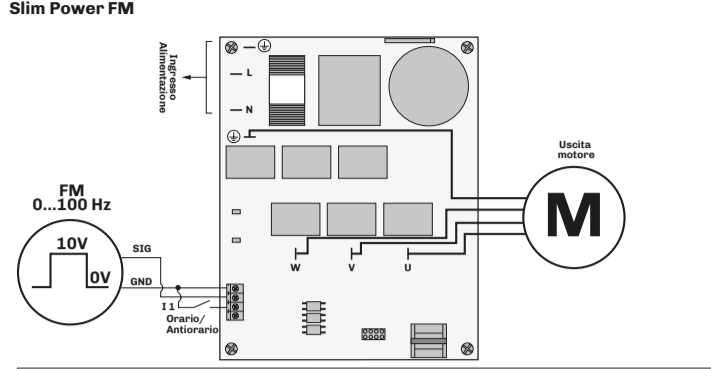 Slim Power FM
Ingresso
Alimentazione
L
N
Uscita
motore
M
FM
0...100 Hz
10V
0V
SIG
GND
I 1
Orario/
Antiorario
W
V
U